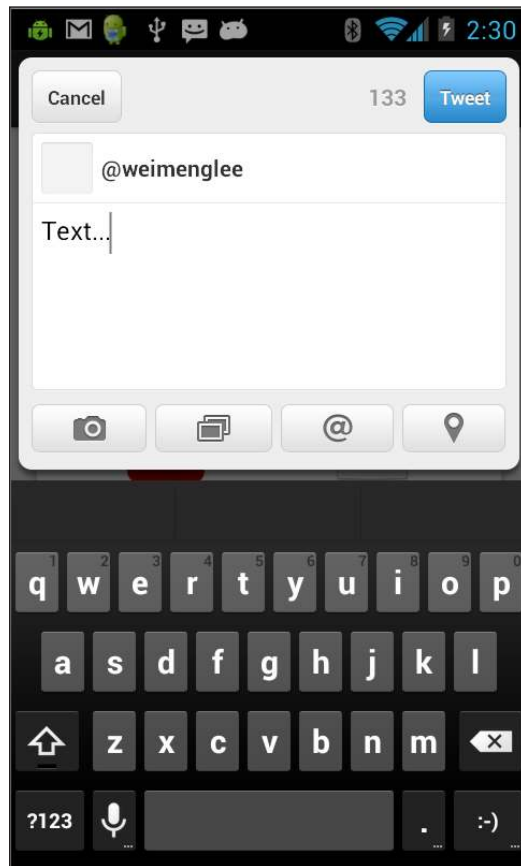 2:30
Cancel 133 Tweet
@weimenglee
Text...
@
1 2 3 4 5 6 7 8 9 0
q w e r t y u i o p
a s d f g h j k l
z x c v b n m
?123 . :-)
... ... ...